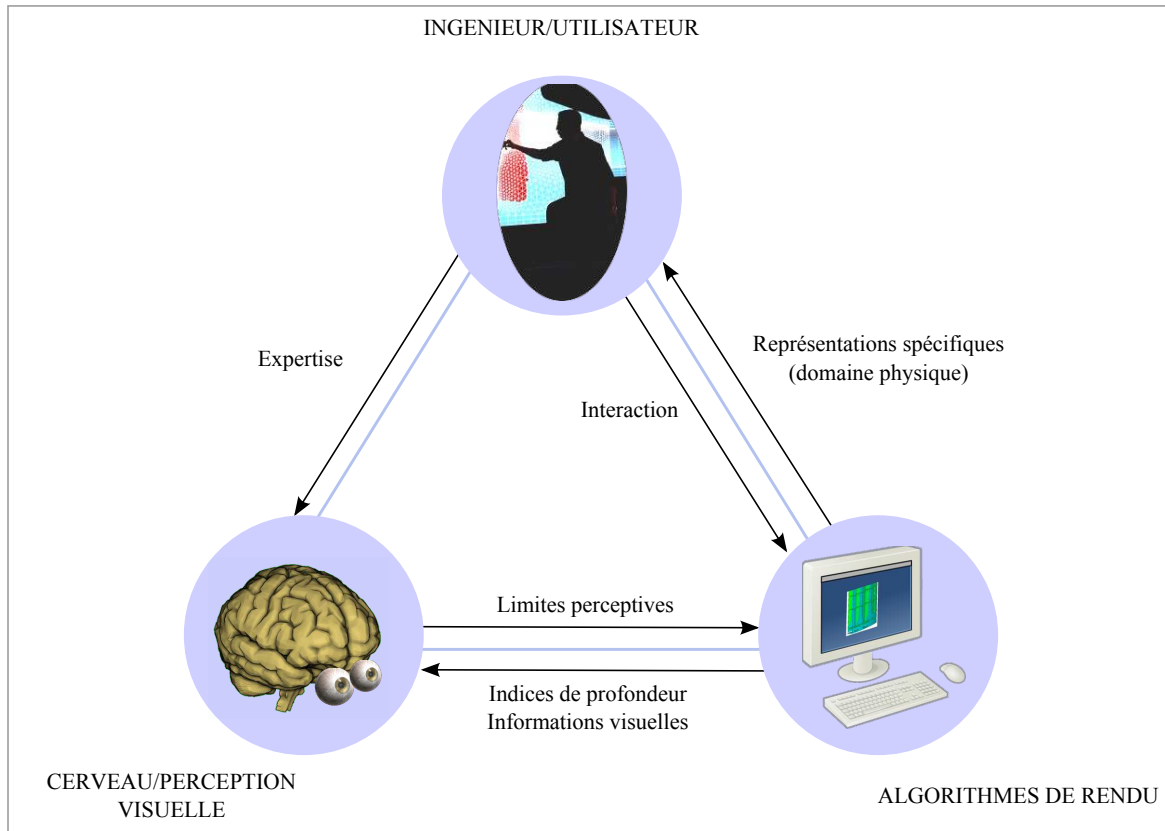 INGENIEUR/UTILISATEUR
Expertise
Représentations spécifiques
(domaine physique)
Interaction
Limites perceptives
Indices de profondeur
Informations visuelles
CERVEAU/PERCEPTION
VISUELLE
ALGORITHMES DE RENDU